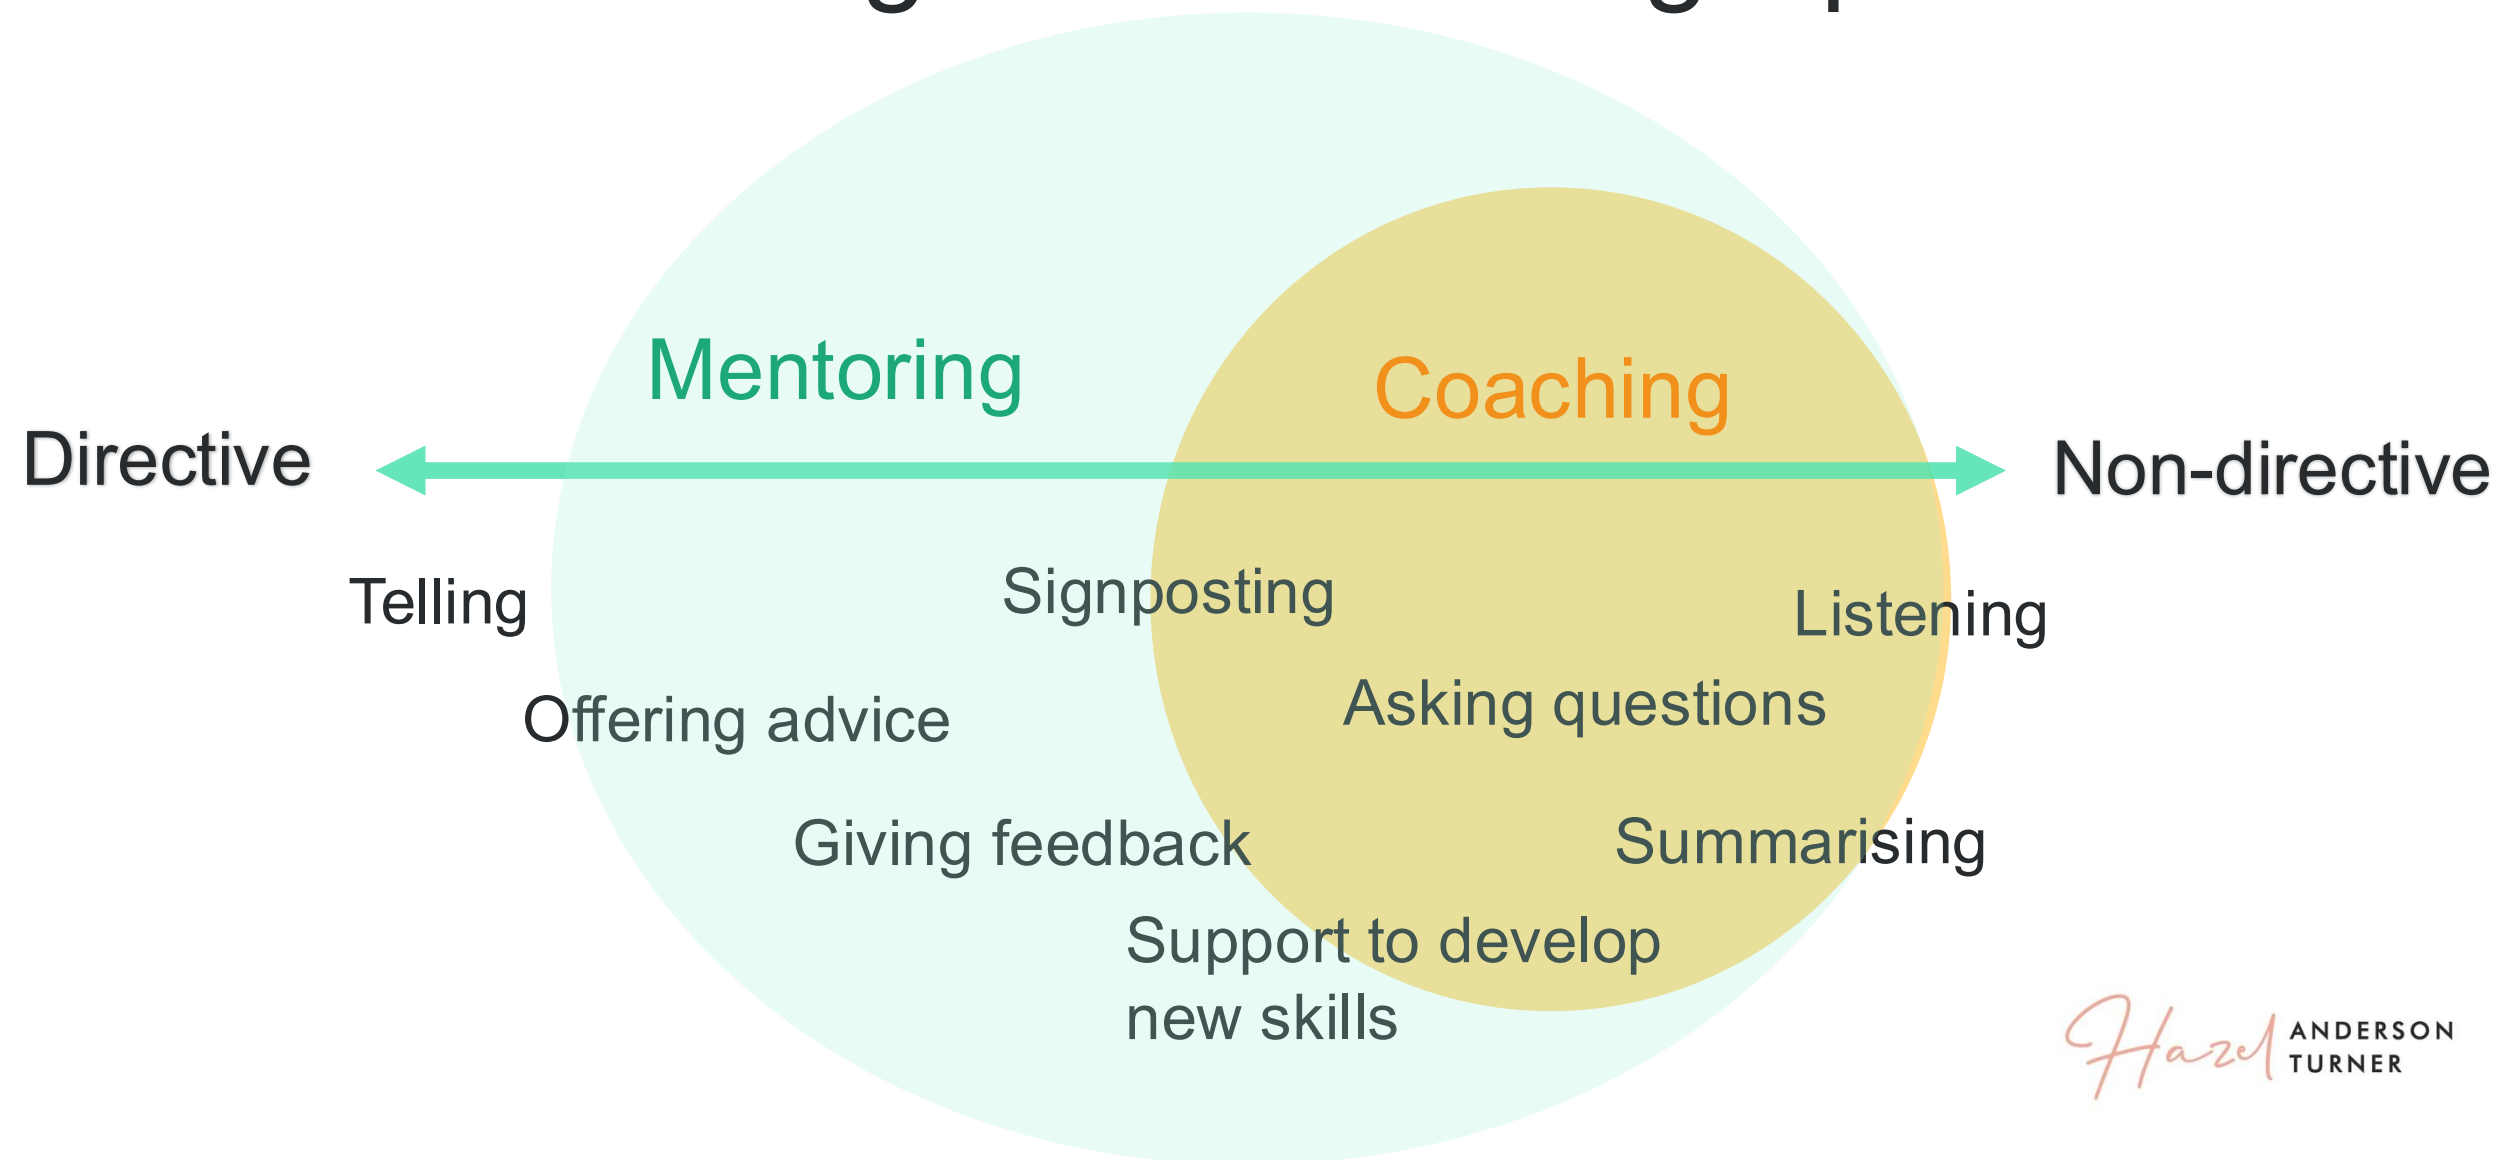 Mentoring
Coaching
Directive
Non-directive
Telling
Signposting
Listening
Offering advice
Asking questions
Giving feedback
Summarising
Support to develop
new skills
Hazel ANDERSON
TURNER